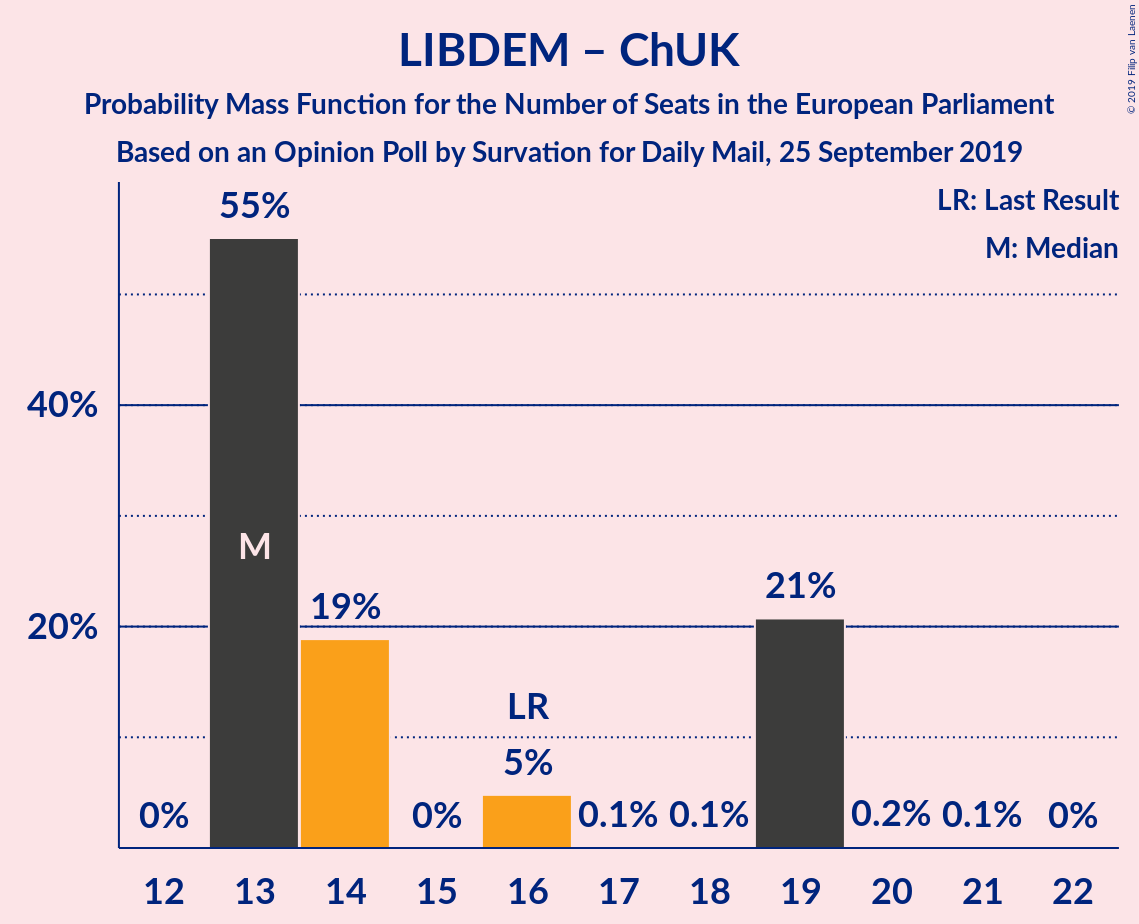 LIBDEM – ChUK
Probability Mass Function for the Number of Seats in the European Parliament
Based on an Opinion Poll by Survation for Daily Mail, 25 September 2019
© 2019 Filip van Laenen
LR: Last Result
M: Median
55%
40%
M
21%
19%
20%
LR
5%
0% 0% 0.1% 0.1% 0.2% 0.1% 0%
12 13 14 15 16 17 18 19 20 21 22